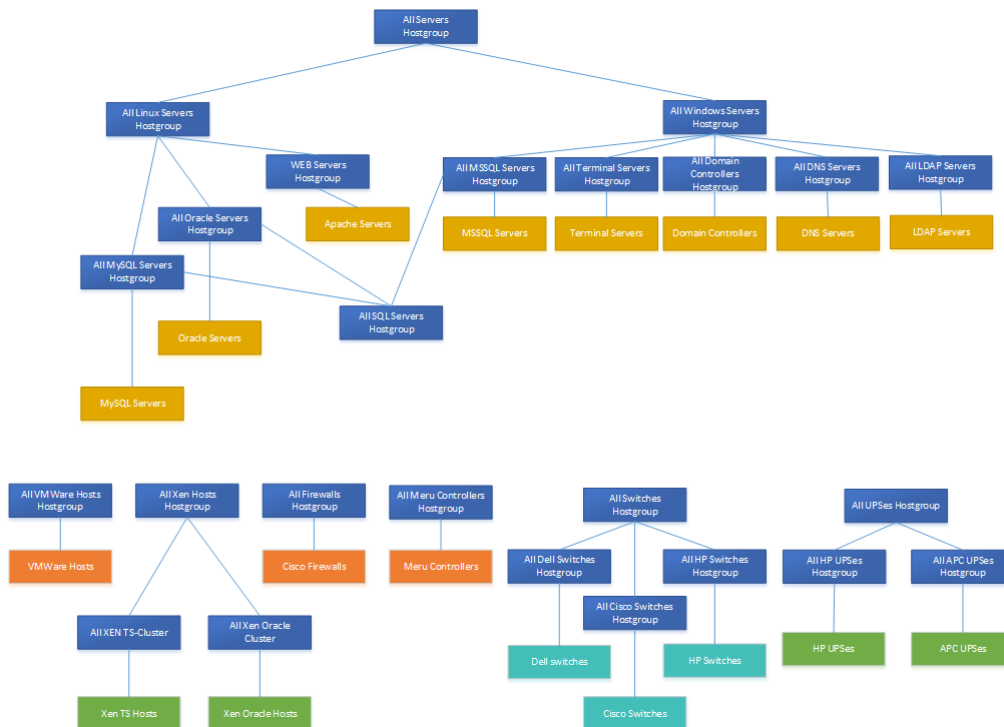 All Servers
Hostgroup
All Linux Servers
Hostgroup
All Windows Servers
Hostgroup
WEB Servers
Hostgroup
All MSSQL Servers
Hostgroup
All Terminal Servers
Hostgroup
All Domain
Controllers
Hostgroup
All DNS Servers
Hostgroup
All LDAP Servers
Hostgroup
All Oracle Servers
Hostgroup
Apache Servers
MSSQL Servers
Terminal Servers
Domain Controllers
DNS Servers
LDAP Servers
All MySQL Servers
Hostgroup
All SQL Servers
Hostgroup
Oracle Servers
MySQL Servers
All VMWare Hosts
Hostgroup
All Xen Hosts
Hostgroup
All Firewalls
Hostgroup
All Meru Controllers
Hostgroup
All Switches
Hostgroup
All UPSes Hostgroup
VMWare Hosts
Cisco Firewalls
Meru Controllers
All Dell Switches
Hostgroup
All HP Switches
Hostgroup
All HP UPSes
Hostgroup
All APC UPSes
Hostgroup
All Cisco Switches
Hostgroup
All XEN TS-Cluster
All Xen Oracle
Cluster
Dell switches
HP Switches
HP UPSes
APC UPSes
Xen TS Hosts
Xen Oracle Hosts
Cisco Switches